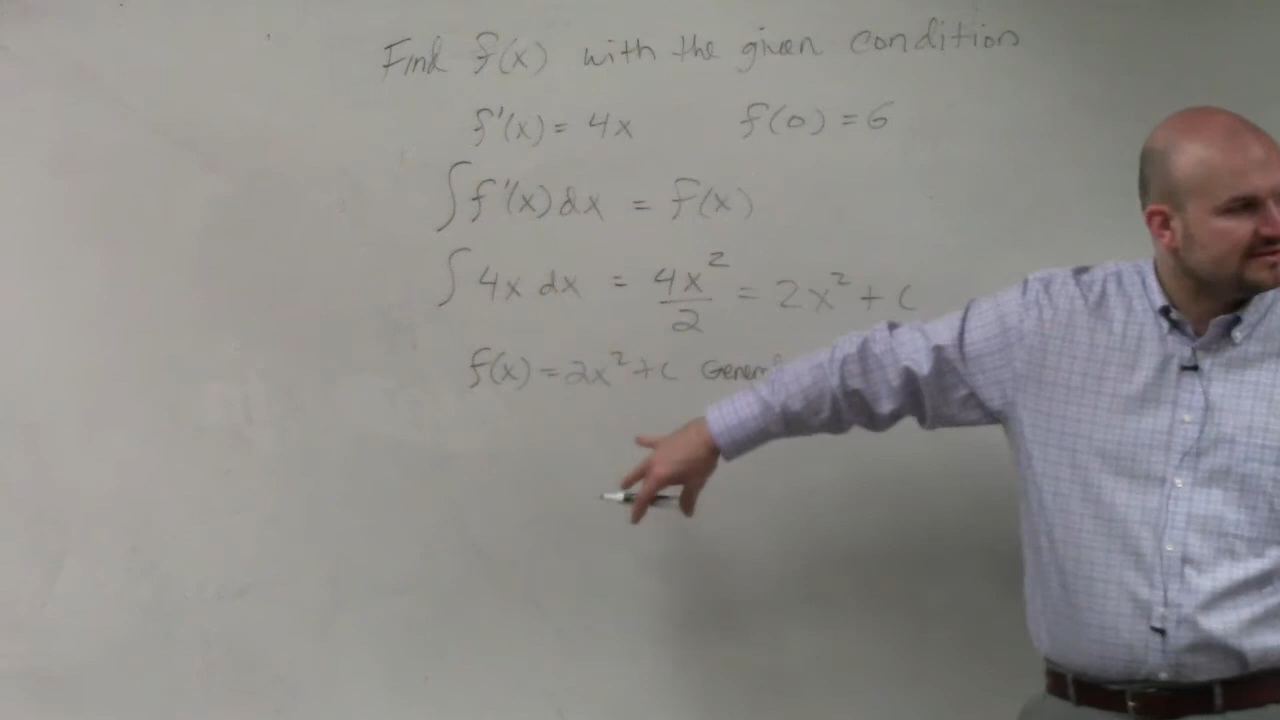 Find f(x) with the given condition
f'(x) = 4x f(0) = 6
∫ f'(x) dx = f(x)
∫ 4x dx = 4x²/2 = 2x² + C
f(x) = 2x² + C